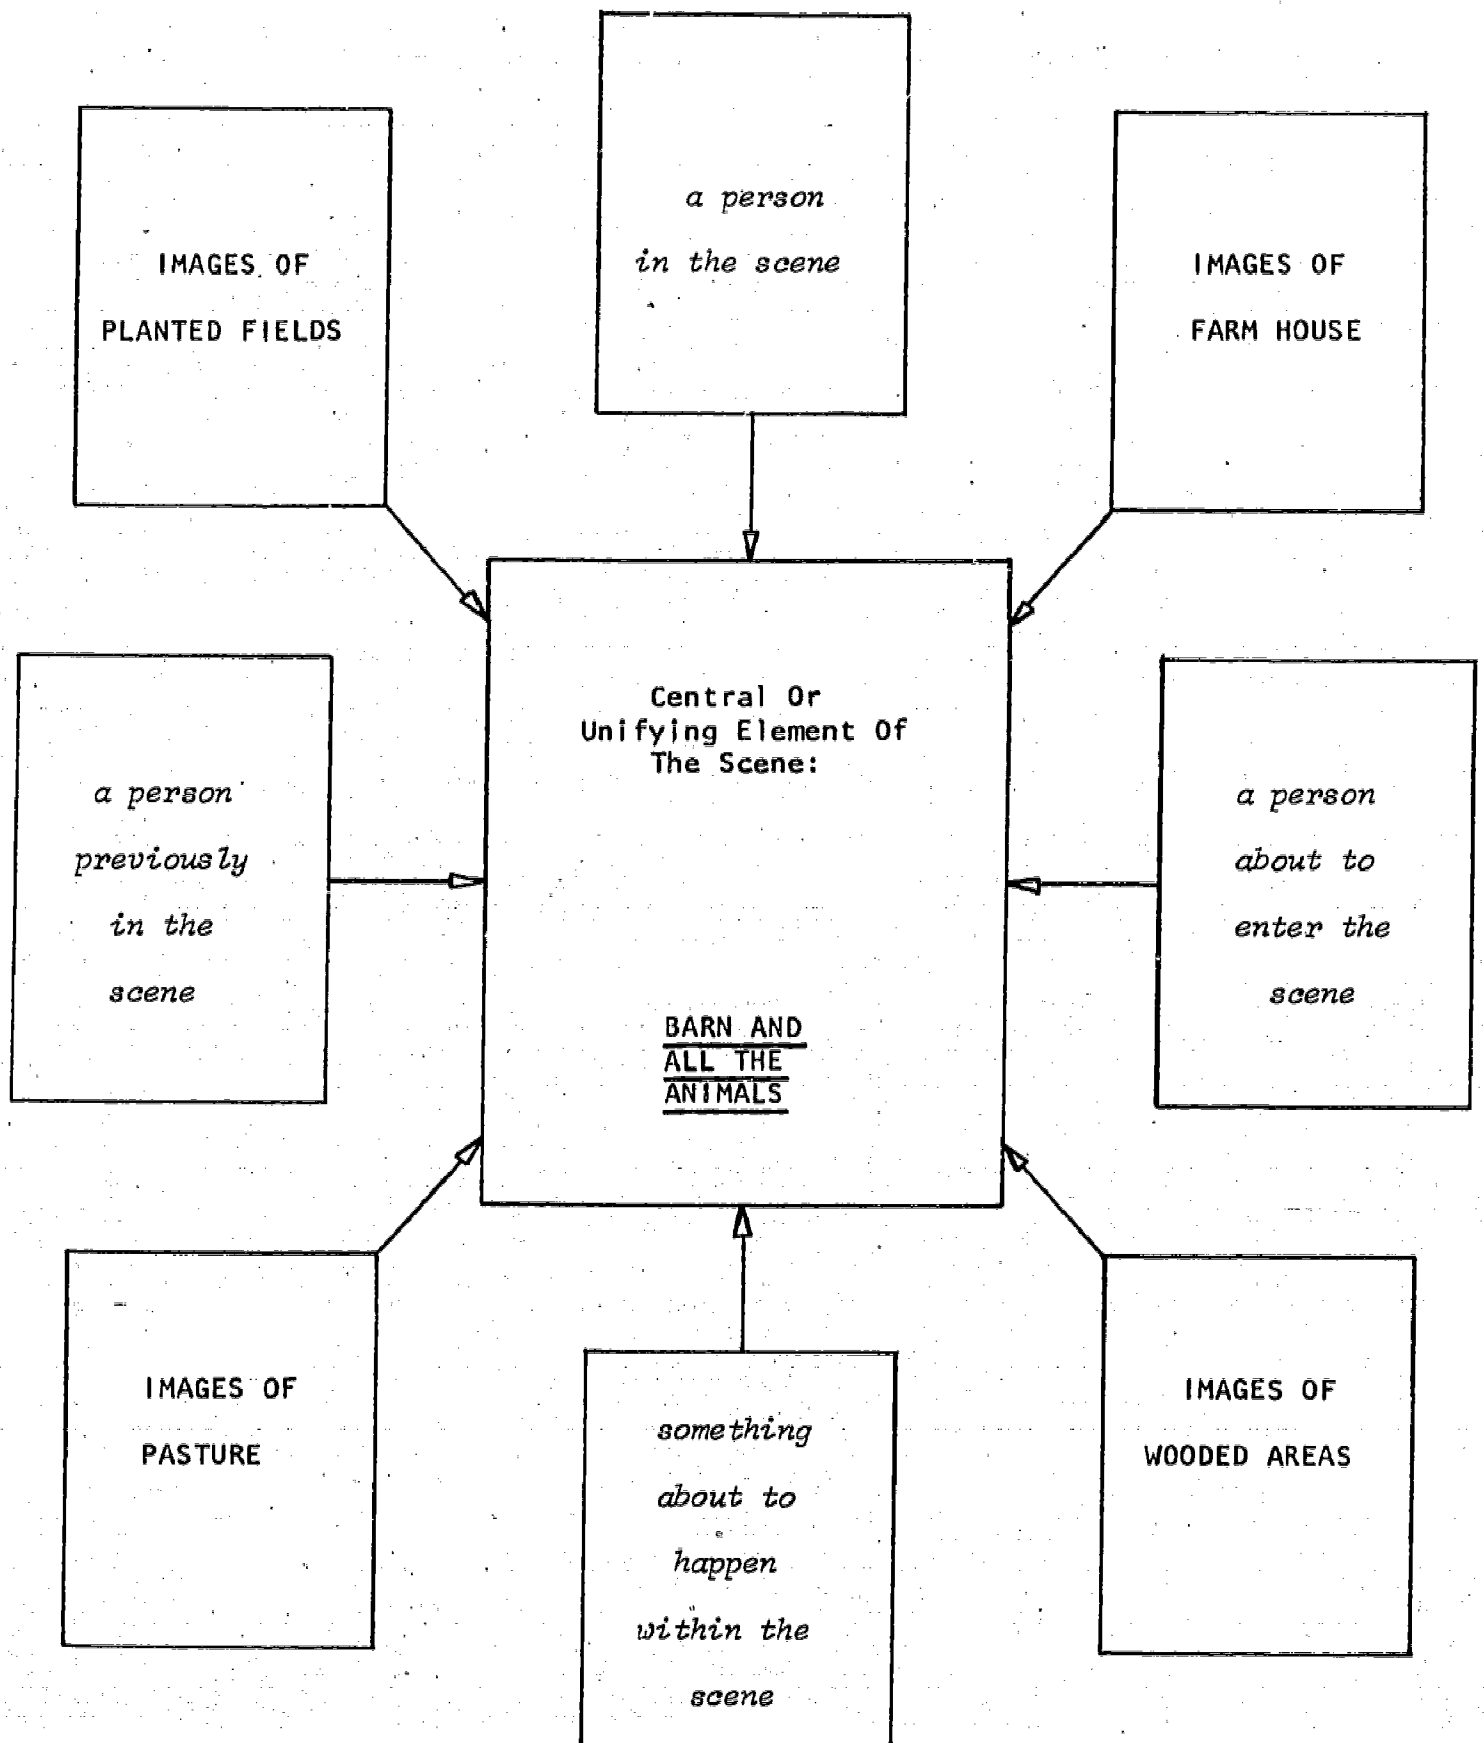 a person
in the scene
IMAGES OF
PLANTED FIELDS
IMAGES OF
FARM HOUSE
Central Or
Unifying Element Of
The Scene:
BARN AND
ALL THE
ANIMALS
a person
previously
in the
scene
a person
about to
enter the
scene
IMAGES OF
PASTURE
something
about to
happen
within the
scene
IMAGES OF
WOODED AREAS